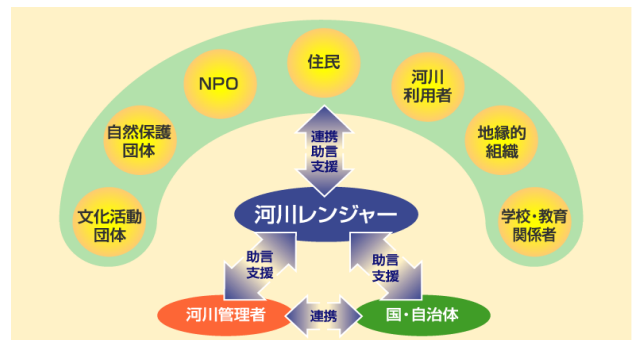 住民
NPO
河川
利用者
自然保護
団体
地縁的
組織
文化活動
団体
学校・教育
関係者
連携
助言
支援
河川レンジャー
助言
支援
助言
支援
河川管理者
連携
国・自治体